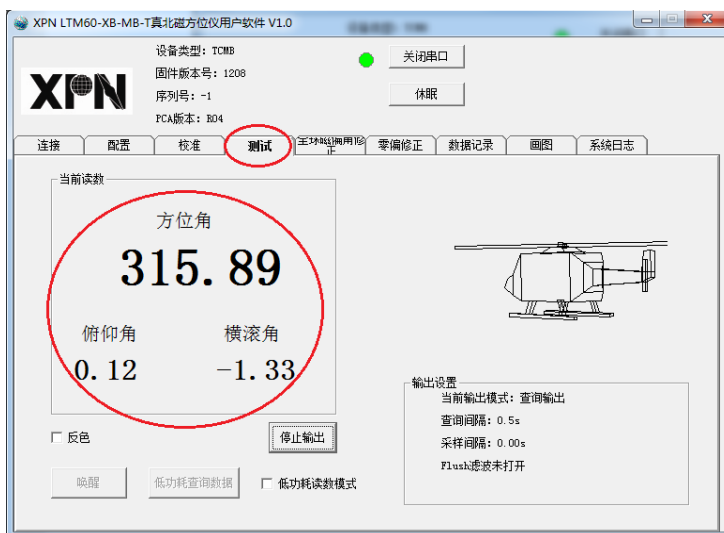 XPN LTM60-XB-MB-T真北磁方位仪用户软件 V1.0
设备类型: TCMB
固件版本号: 1208
序列号: -1
PCA版本: R04
关闭串口
休眠
XPN
连接 配置 校准 测试 零偏修正 数据记录 画图 系统日志
当前读数
方位角
315.89
俯仰角 横滚角
0.12 -1.33
反色
停止输出
唤醒 低功耗查询数据 低功耗读数模式
输出设置
当前输出模式: 查询输出
查询间隔: 0.5s
采样间隔: 0.00s
Flush滤波未打开